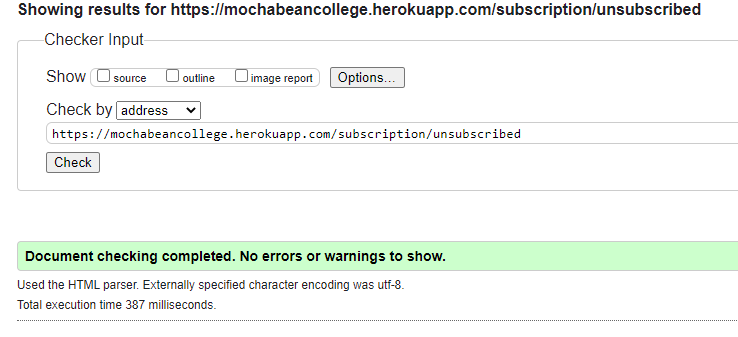 Showing results for https://mochabeancollege.herokuapp.com/subscription/unsubscribed
Checker Input
Show source outline image report Options...
Check by address
https://mochabeancollege.herokuapp.com/subscription/unsubscribed
Check
Document checking completed. No errors or warnings to show.
Used the HTML parser. Externally specified character encoding was utf-8.
Total execution time 387 milliseconds.